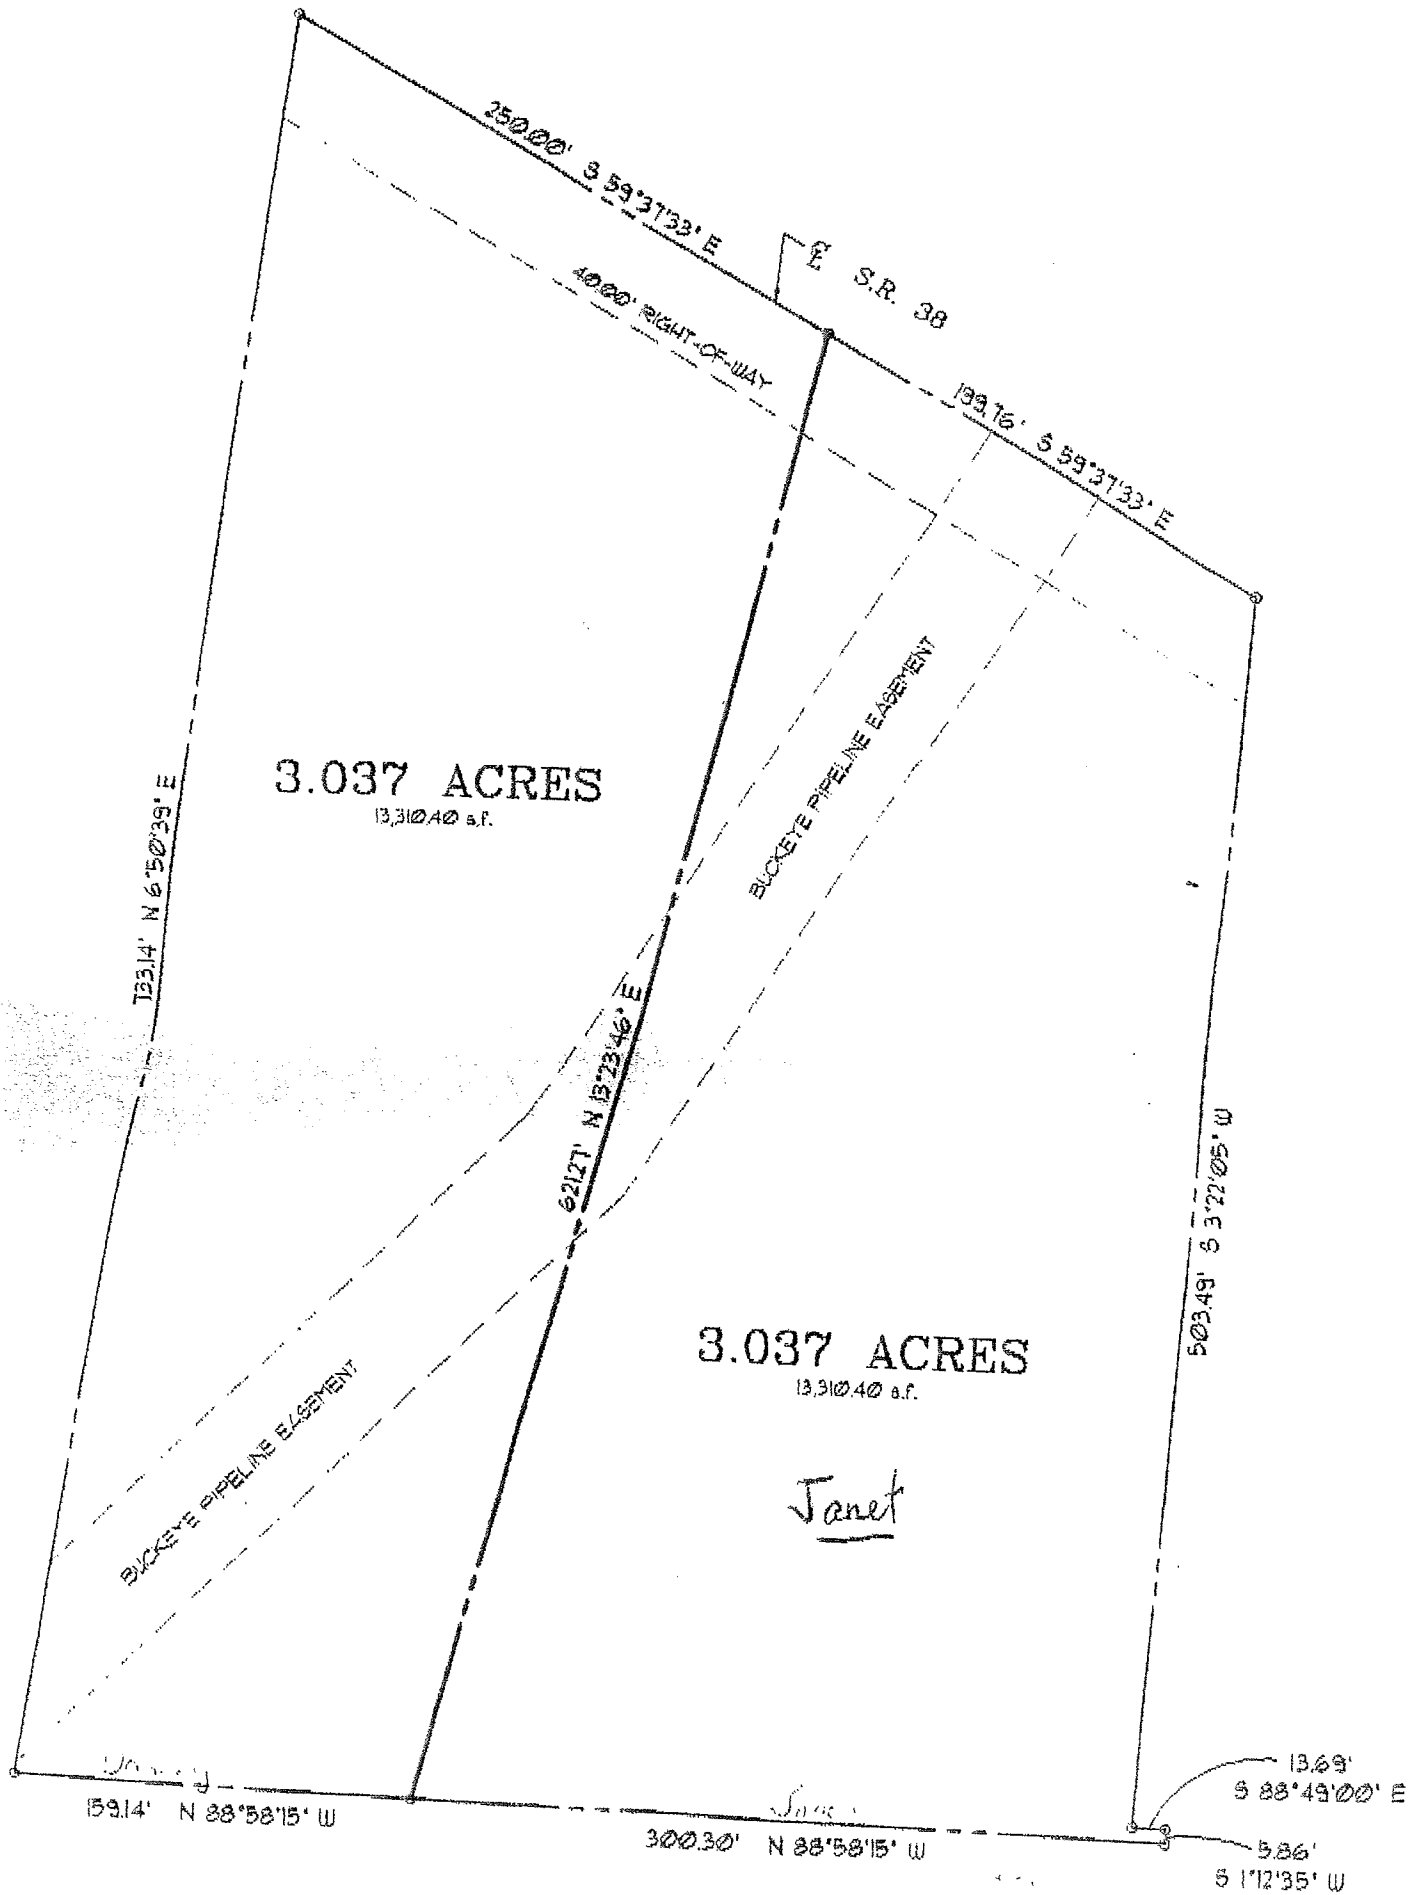 250.00' S 59°37'33" E
℄ S.R. 38
40.00' RIGHT-OF-WAY
199.76' S 59°37'33" E
BUCKEYE PIPELINE EASEMENT
3.037 ACRES
13,310.40 s.f.
733.14' N 6°50'39" E
621.27' N 13°23'46" E
503.49' S 3°22'05" W
3.037 ACRES
13,310.40 s.f.
BUCKEYE PIPELINE EASEMENT
Janet
13.69'
S 88°49'00" E
159.14' N 88°58'15" W
300.30' N 88°58'15" W
5.86'
S 1°12'35" W